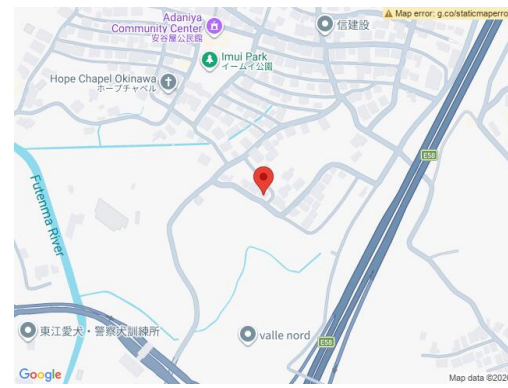 Map error: g.co/staticmaperro
Adaniya
Community Center
安谷屋公民館
信建設
Imui Park
イームイ公園
Hope Chapel Okinawa
ホープチャペル
E58
Futenma River
東江愛犬・警察犬訓練所
valle nord
E58
Google
Map data ©2026